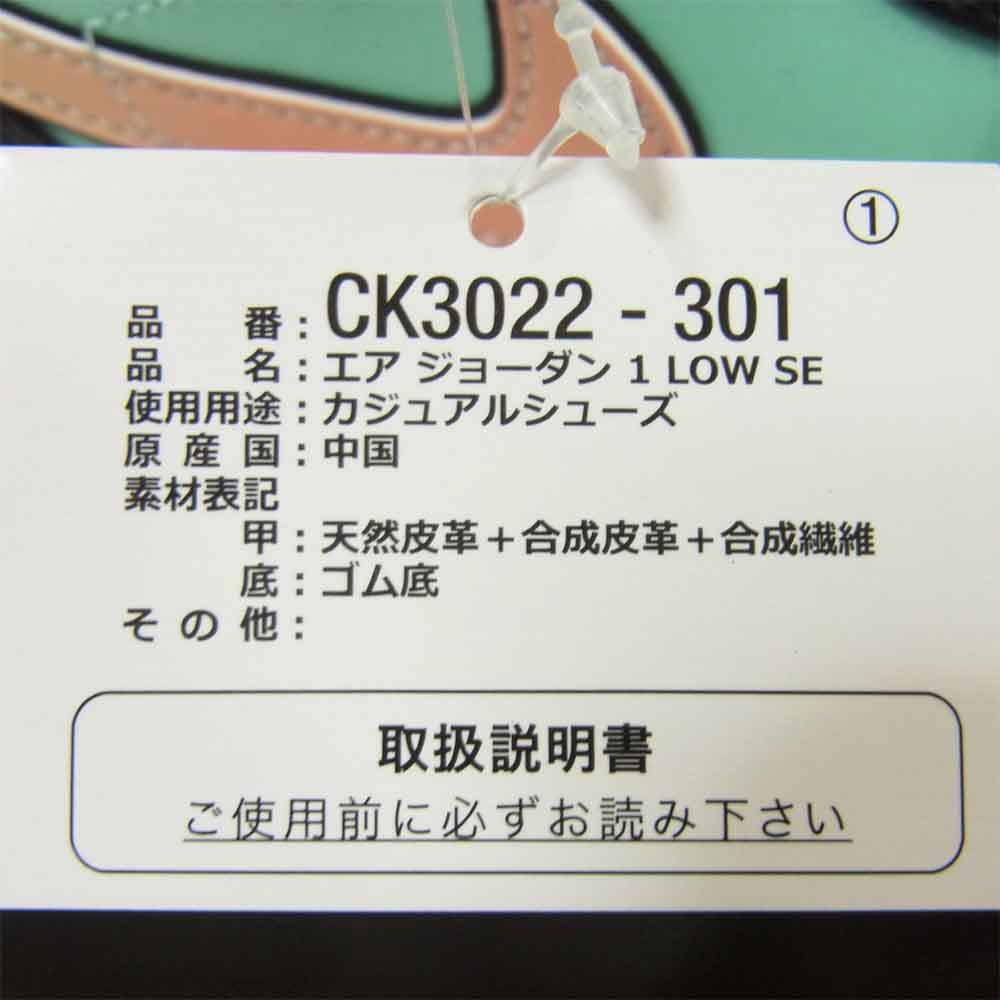 ①
品番：CK3022 - 301
品名：エア ジョーダン 1 LOW SE
使用用途：カジュアルシューズ
原産国：中国
素材表記
甲：天然皮革＋合成皮革＋合成繊維
底：ゴム底
その他：
取扱説明書
ご使用前に必ずお読み下さい